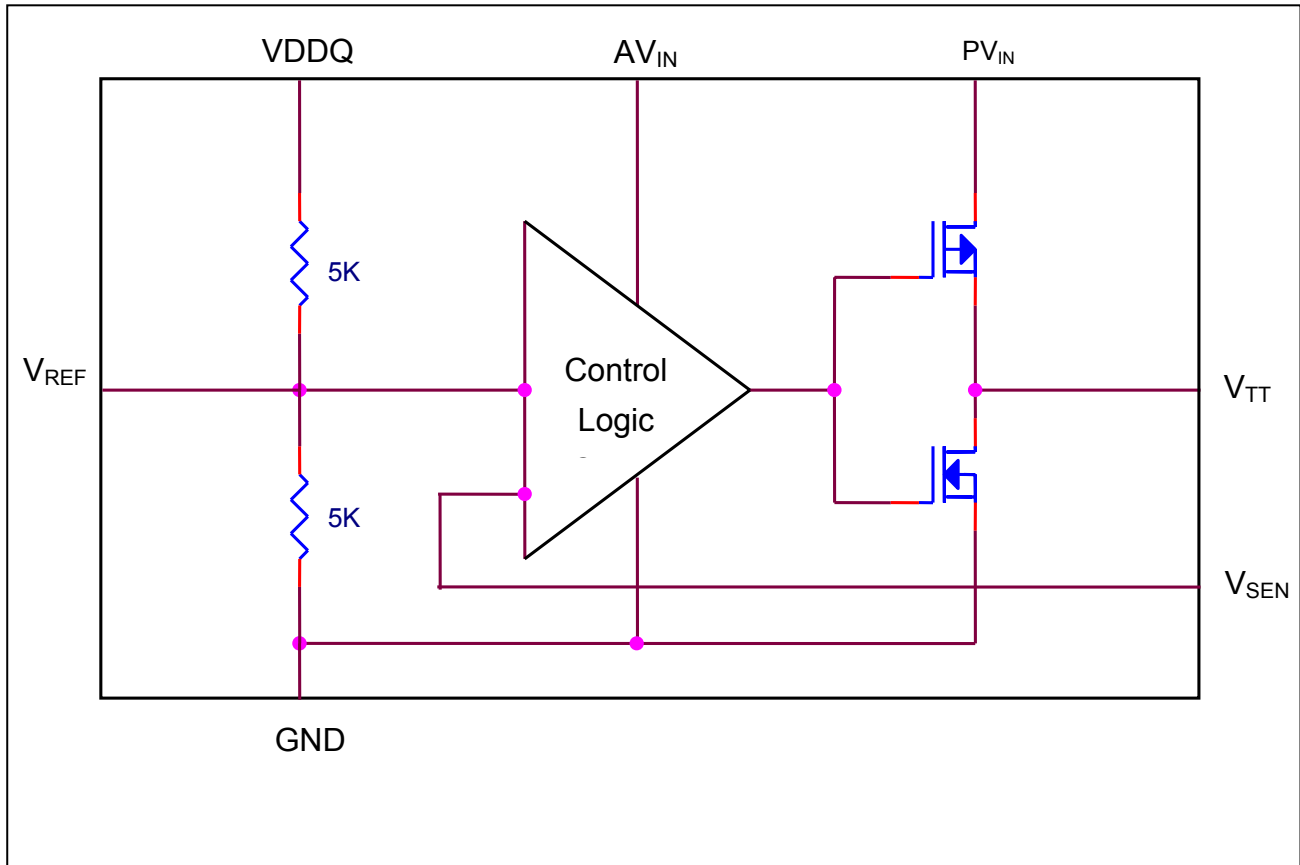 VDDQ AVIN PVIN
5K
VREF
Control
Logic
VTT
5K
VSEN
GND